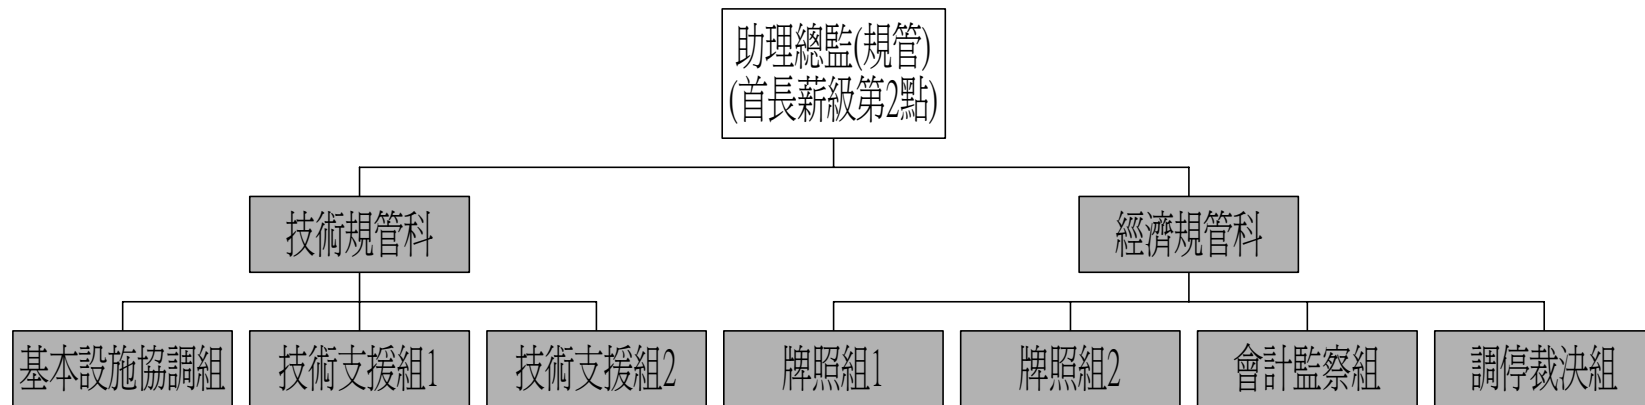 助理總監(規管)
(首長薪級第2點)
技術規管科
經濟規管科
基本設施協調組
技術支援組1
技術支援組2
牌照組1
牌照組2
會計監察組
調停裁決組